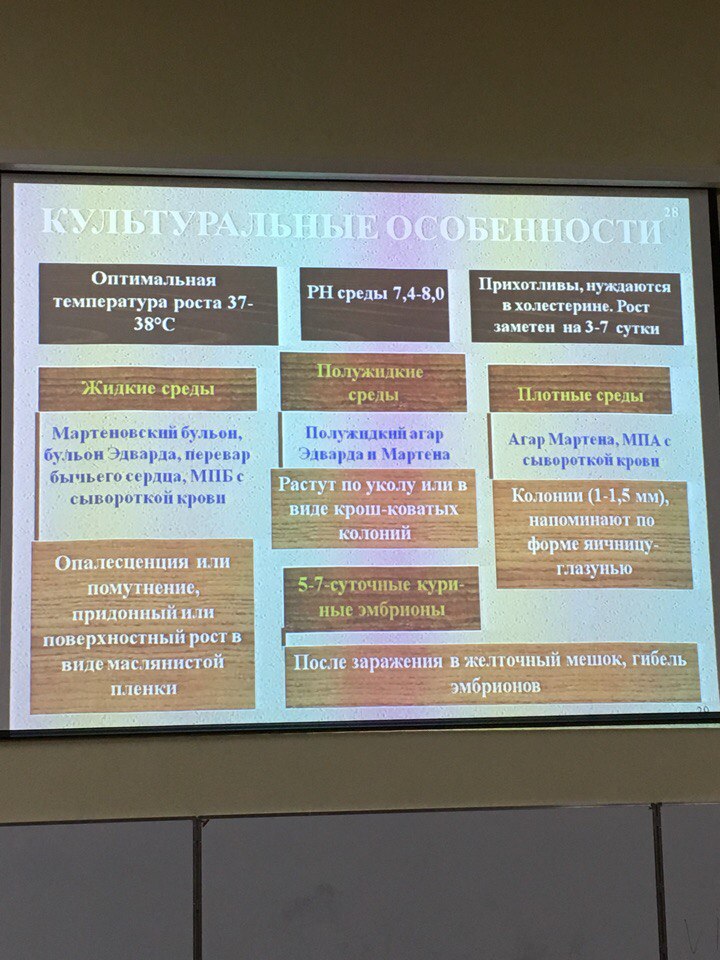 28
КУЛЬТУРАЛЬНЫЕ ОСОБЕННОСТИ
Оптимальная
температура роста 37-
38°С
РН среды 7,4-8,0
Прихотливы, нуждаются
в холестерине. Рост
заметен на 3-7 сутки
Жидкие среды
Мартеновский бульон,
бульон Эдварда, перевар
бычьего сердца, МПБ с
сывороткой крови
Опалесценция или
помутнение,
придонный или
поверхностный рост в
виде маслянистой
пленки
Полужидкие
среды
Полужидкий агар
Эдварда и Мартена
Растут по уколу или в
виде крош-коватых
колоний
Плотные среды
Агар Мартена, МПА с
сывороткой крови
Колонии (1-1,5 мм),
напоминают по
форме яичницу-
глазунью
5-7-суточные кури-
ные эмбрионы
После заражения в желточный мешок, гибель
эмбрионов